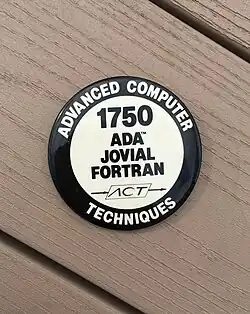 ADVANCED COMPUTER
1750
ADA™
JOVIAL
FORTRAN
ACT
TECHNIQUES